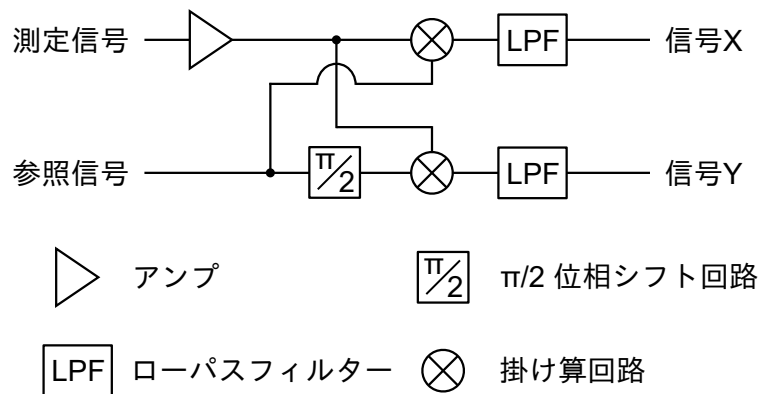 測定信号 LPF 信号X
参照信号 π/2 LPF 信号Y
アンプ π/2 π/2 位相シフト回路
LPF ローパスフィルター 掛け算回路